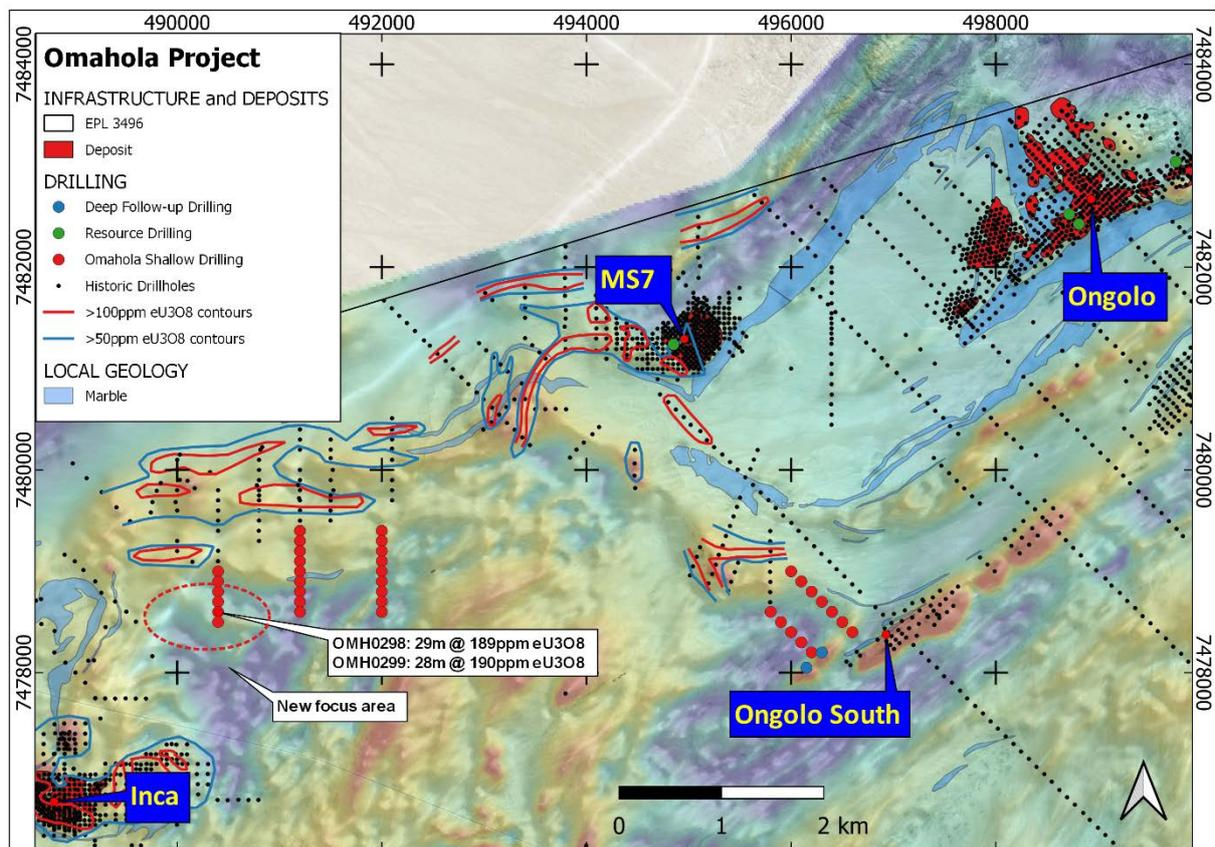 490000 492000 494000 496000 498000
7484000
7484000
Omahola Project
INFRASTRUCTURE and DEPOSITS
EPL 3496
Deposit
DRILLING
Deep Follow-up Drilling
Resource Drilling
Omahola Shallow Drilling
Historic Drillholes
>100ppm eU3O8 contours
>50ppm eU3O8 contours
LOCAL GEOLOGY
Marble
7482000
7482000
MS7
Ongolo
7480000
7480000
OMH0298: 29m @ 189ppm eU3O8
OMH0299: 28m @ 190ppm eU3O8
7478000
7478000
New focus area
Ongolo South
Inca
0 1 2 km